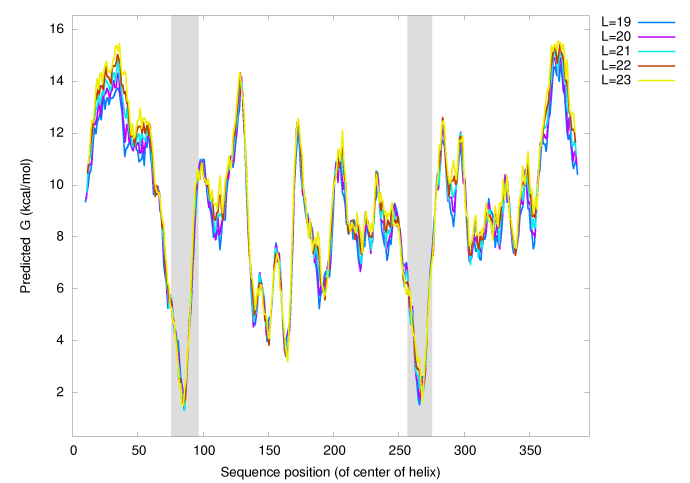 16
14
12
10
8
6
4
2
0
50
100
150
200
250
300
350
Predicted  G (kcal/mol)
Sequence position (of center of helix)
L=19
L=20
L=21
L=22
L=23